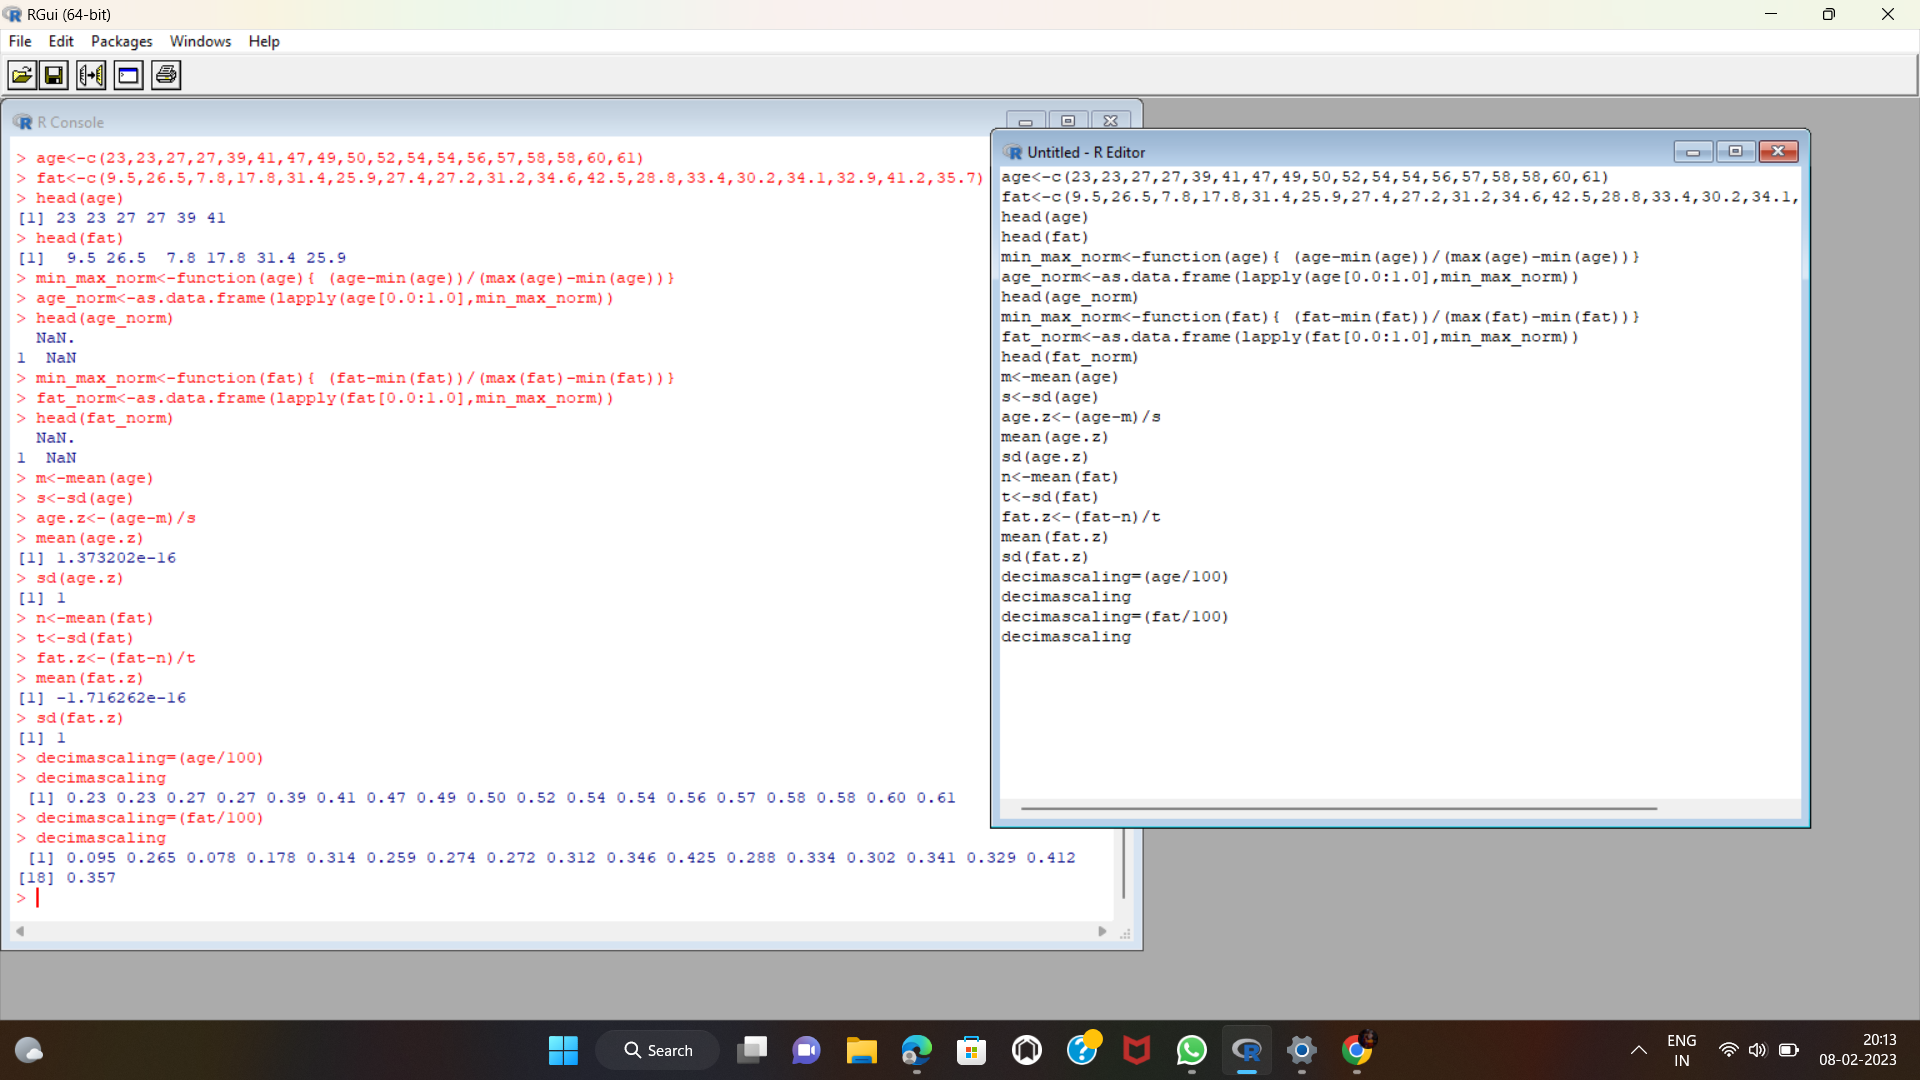 RGui (64-bit)
File Edit Packages Windows Help
R Console
> age<-c(23,23,27,27,39,41,47,49,50,52,54,54,56,57,58,58,60,61)
> fat<-c(9.5,26.5,7.8,17.8,31.4,25.9,27.4,27.2,31.2,34.6,42.5,28.8,33.4,30.2,34.1,32.9,41.2,35.7)
> head(age)
[1] 23 23 27 27 39 41
> head(fat)
[1]  9.5 26.5  7.8 17.8 31.4 25.9
> min_max_norm<-function(age){ (age-min(age))/(max(age)-min(age))}
> age_norm<-as.data.frame(lapply(age[0.0:1.0],min_max_norm))
> head(age_norm)
  NaN.
1  NaN
> min_max_norm<-function(fat){ (fat-min(fat))/(max(fat)-min(fat))}
> fat_norm<-as.data.frame(lapply(fat[0.0:1.0],min_max_norm))
> head(fat_norm)
  NaN.
1  NaN
> m<-mean(age)
> s<-sd(age)
> age.z<-(age-m)/s
> mean(age.z)
[1] 1.373202e-16
> sd(age.z)
[1] 1
> n<-mean(fat)
> t<-sd(fat)
> fat.z<-(fat-n)/t
> mean(fat.z)
[1] -1.716262e-16
> sd(fat.z)
[1] 1
> decimascaling=(age/100)
> decimascaling
 [1] 0.23 0.23 0.27 0.27 0.39 0.41 0.47 0.49 0.50 0.52 0.54 0.54 0.56 0.57 0.58 0.58 0.60 0.61
> decimascaling=(fat/100)
> decimascaling
 [1] 0.095 0.265 0.078 0.178 0.314 0.259 0.274 0.272 0.312 0.346 0.425 0.288 0.334 0.302 0.341 0.329 0.412
[18] 0.357
>
Untitled - R Editor
age<-c(23,23,27,27,39,41,47,49,50,52,54,54,56,57,58,58,60,61)
fat<-c(9.5,26.5,7.8,17.8,31.4,25.9,27.4,27.2,31.2,34.6,42.5,28.8,33.4,30.2,34.1,
head(age)
head(fat)
min_max_norm<-function(age){ (age-min(age))/(max(age)-min(age))}
age_norm<-as.data.frame(lapply(age[0.0:1.0],min_max_norm))
head(age_norm)
min_max_norm<-function(fat){ (fat-min(fat))/(max(fat)-min(fat))}
fat_norm<-as.data.frame(lapply(fat[0.0:1.0],min_max_norm))
head(fat_norm)
m<-mean(age)
s<-sd(age)
age.z<-(age-m)/s
mean(age.z)
sd(age.z)
n<-mean(fat)
t<-sd(fat)
fat.z<-(fat-n)/t
mean(fat.z)
sd(fat.z)
decimascaling=(age/100)
decimascaling
decimascaling=(fat/100)
decimascaling
Search
ENG
IN
20:13
08-02-2023